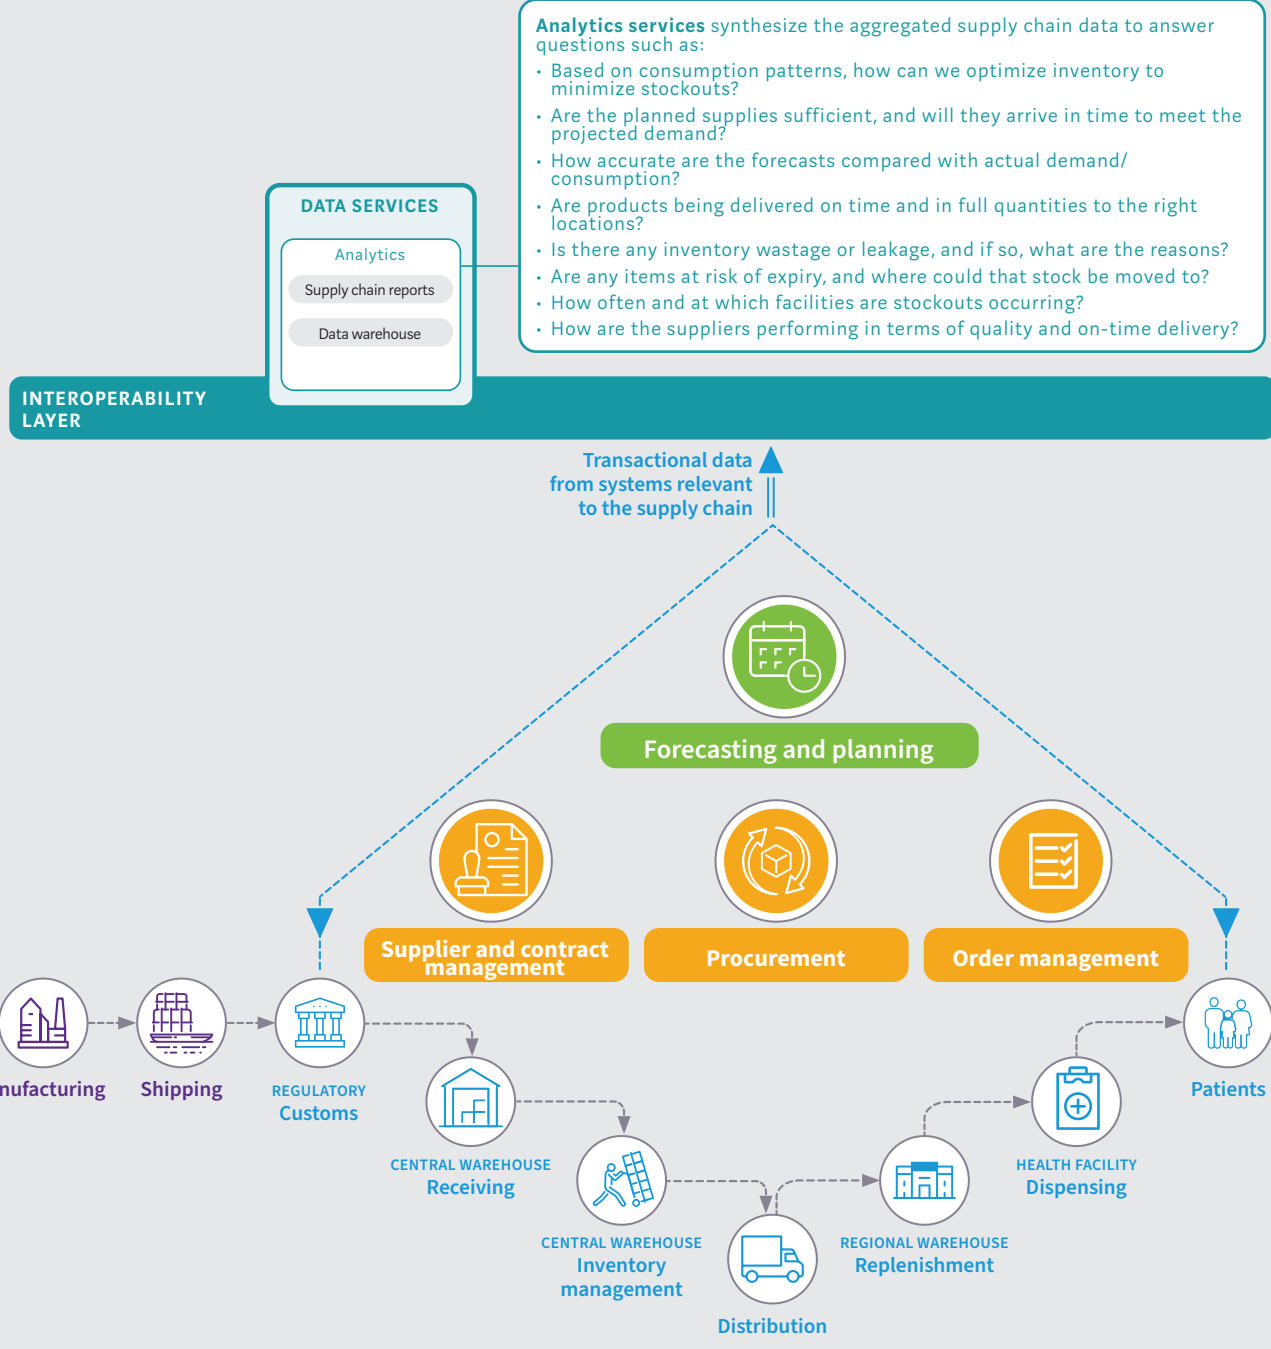 Analytics services synthesize the aggregated supply chain data to answer
questions such as:
• Based on consumption patterns, how can we optimize inventory to
minimize stockouts?
• Are the planned supplies sufficient, and will they arrive in time to meet the
projected demand?
• How accurate are the forecasts compared with actual demand/
consumption?
• Are products being delivered on time and in full quantities to the right
locations?
• Is there any inventory wastage or leakage, and if so, what are the reasons?
• Are any items at risk of expiry, and where could that stock be moved to?
• How often and at which facilities are stockouts occurring?
• How are the suppliers performing in terms of quality and on-time delivery?
DATA SERVICES
Analytics
Supply chain reports
Data warehouse
INTEROPERABILITY
LAYER
Transactional data
from systems relevant
to the supply chain
Forecasting and planning
Supplier and contract
management
Procurement
Order management
nufacturing
Shipping
REGULATORY
Customs
CENTRAL WAREHOUSE
Receiving
CENTRAL WAREHOUSE
Inventory
management
Distribution
REGIONAL WAREHOUSE
Replenishment
HEALTH FACILITY
Dispensing
Patients